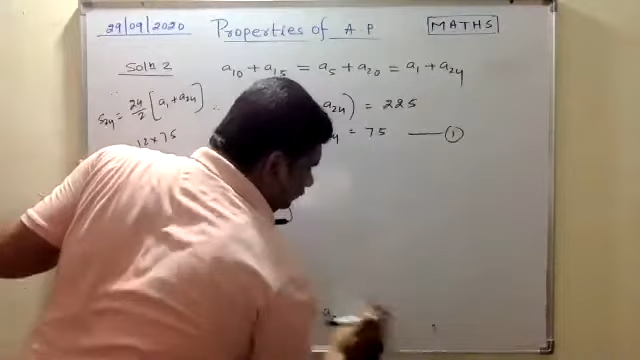 29/09/2020 Properties of A P MATHS
Soln 2 a10 + a15 = a5 + a20 = a1 + a24
∵ S24 = 24/2 [a1 + a24] ∴ a24) = 225
12 × 75 = 75 —— ①